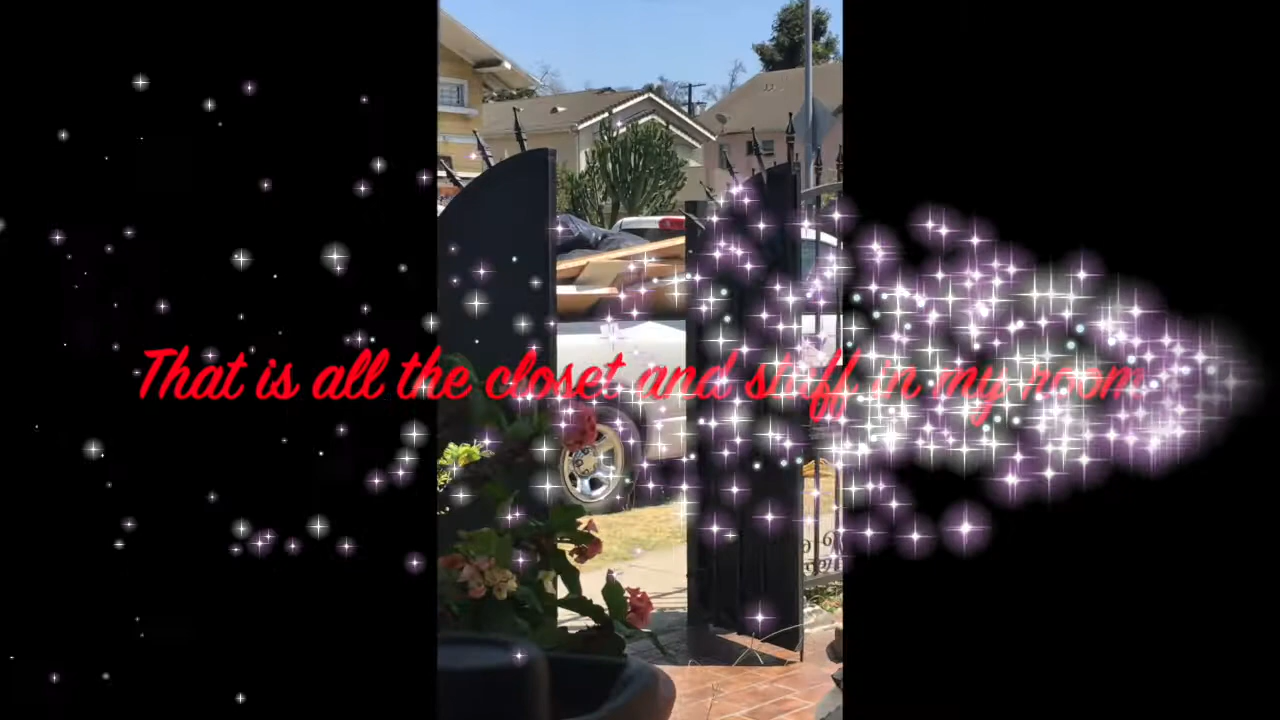 That is all the closet and stuff in my room